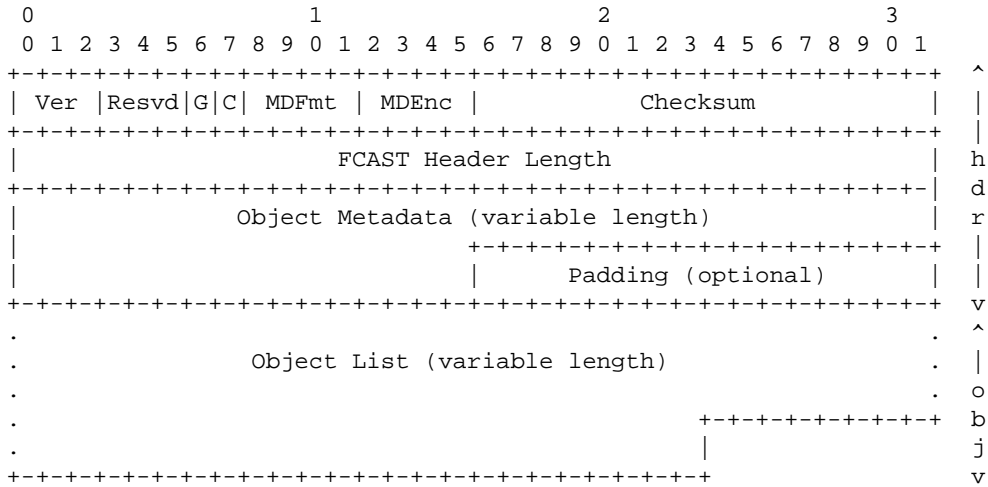 0                   1                   2                   3
 0 1 2 3 4 5 6 7 8 9 0 1 2 3 4 5 6 7 8 9 0 1 2 3 4 5 6 7 8 9 0 1
+-+-+-+-+-+-+-+-+-+-+-+-+-+-+-+-+-+-+-+-+-+-+-+-+-+-+-+-+-+-+-+-+  ^
| Ver |Resvd|G|C| MDFmt | MDEnc |           Checksum            |  |
+-+-+-+-+-+-+-+-+-+-+-+-+-+-+-+-+-+-+-+-+-+-+-+-+-+-+-+-+-+-+-+-+  |
|                      FCAST Header Length                      |  h
+-+-+-+-+-+-+-+-+-+-+-+-+-+-+-+-+-+-+-+-+-+-+-+-+-+-+-+-+-+-+-+-|  d
|               Object Metadata (variable length)               |  r
|                               +-+-+-+-+-+-+-+-+-+-+-+-+-+-+-+-+  |
|                               |      Padding (optional)       |  |
+-+-+-+-+-+-+-+-+-+-+-+-+-+-+-+-+-+-+-+-+-+-+-+-+-+-+-+-+-+-+-+-+  v
.                                                               .  ^
.                Object List (variable length)                  .  |
.                                                               .  o
.                                               +-+-+-+-+-+-+-+-+  b
.                                               |                  j
+-+-+-+-+-+-+-+-+-+-+-+-+-+-+-+-+-+-+-+-+-+-+-+-+                  v